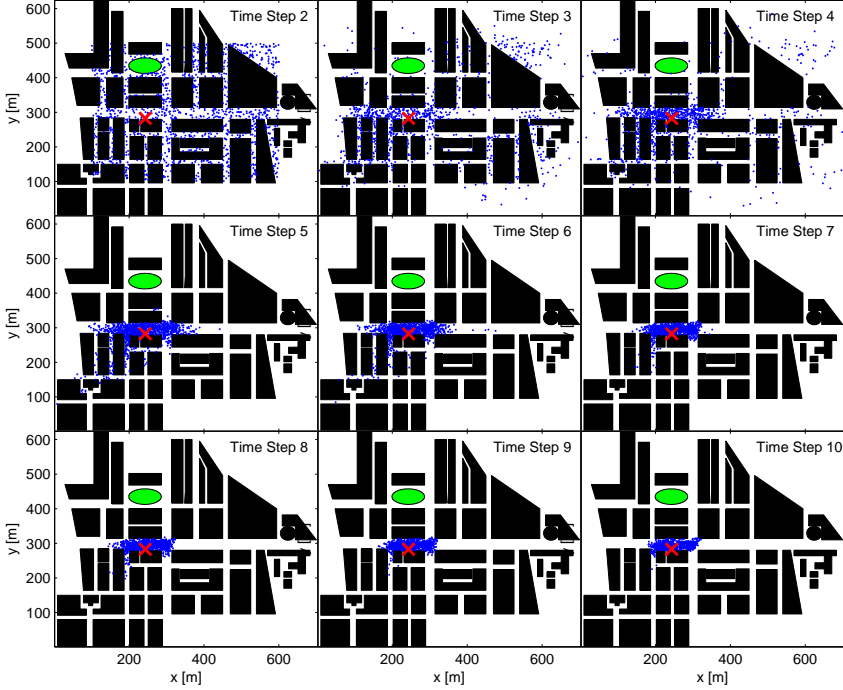 Time Step 2
Time Step 3
Time Step 4
600
500
400
300
200
100
y [m]
Time Step 5
Time Step 6
Time Step 7
600
500
400
300
200
100
y [m]
Time Step 8
Time Step 9
Time Step 10
600
500
400
300
200
100
y [m]
200 400 600
200 400 600
200 400 600
x [m]
x [m]
x [m]